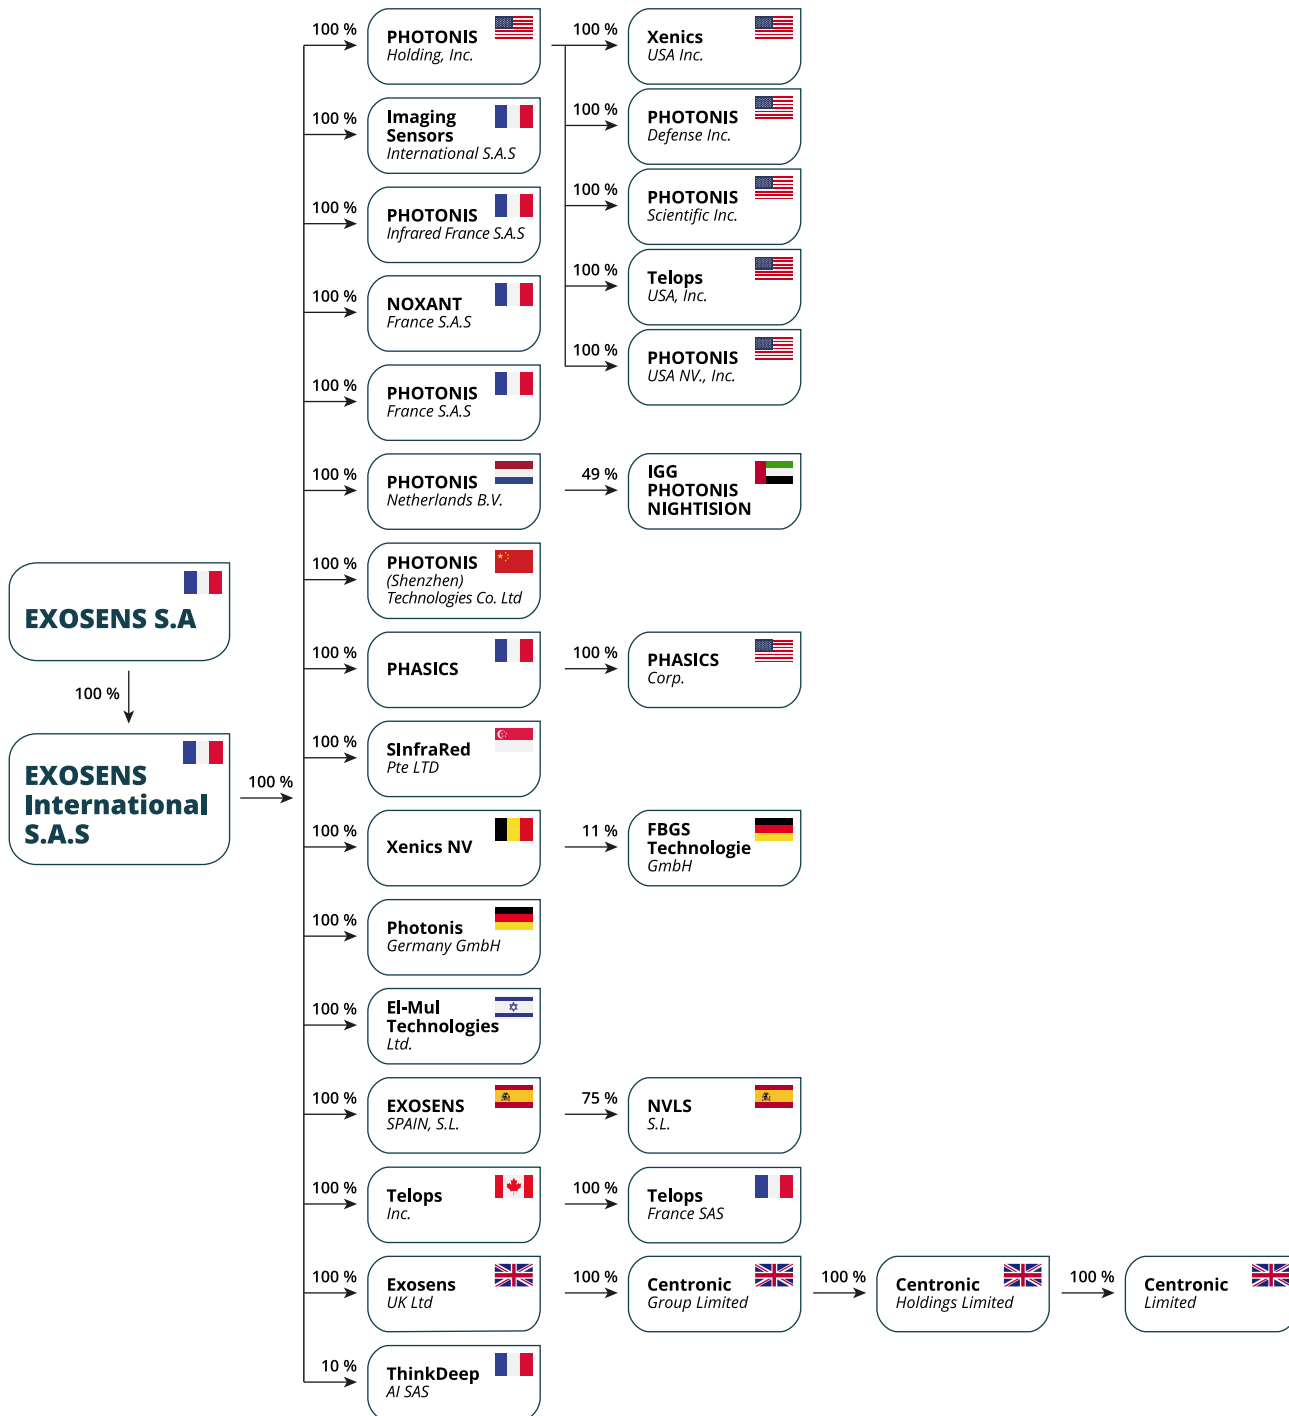 100 %
PHOTONIS
Holding, Inc.
100 %
Xenics
USA Inc.
100 %
PHOTONIS
Defense Inc.
100 %
PHOTONIS
Scientific Inc.
100 %
Telops
USA, Inc.
100 %
PHOTONIS
USA NV., Inc.
100 %
Imaging
Sensors
International S.A.S
100 %
PHOTONIS
Infrared France S.A.S
100 %
NOXANT
France S.A.S
100 %
PHOTONIS
France S.A.S
100 %
PHOTONIS
Netherlands B.V.
49 %
IGG
PHOTONIS
NIGHTISION
100 %
PHOTONIS
(Shenzhen)
Technologies Co. Ltd
EXOSENS S.A
100 %
EXOSENS
International
S.A.S
100 %
100 %
PHASICS
100 %
PHASICS
Corp.
100 %
SInfraRed
Pte LTD
100 %
Xenics NV
11 %
FBGS
Technologie
GmbH
100 %
Photonis
Germany GmbH
100 %
El-Mul
Technologies
Ltd.
100 %
EXOSENS
SPAIN, S.L.
75 %
NVLS
S.L.
100 %
Telops
Inc.
100 %
Telops
France SAS
100 %
Exosens
UK Ltd
100 %
Centronic
Group Limited
100 %
Centronic
Holdings Limited
100 %
Centronic
Limited
10 %
ThinkDeep
AI SAS